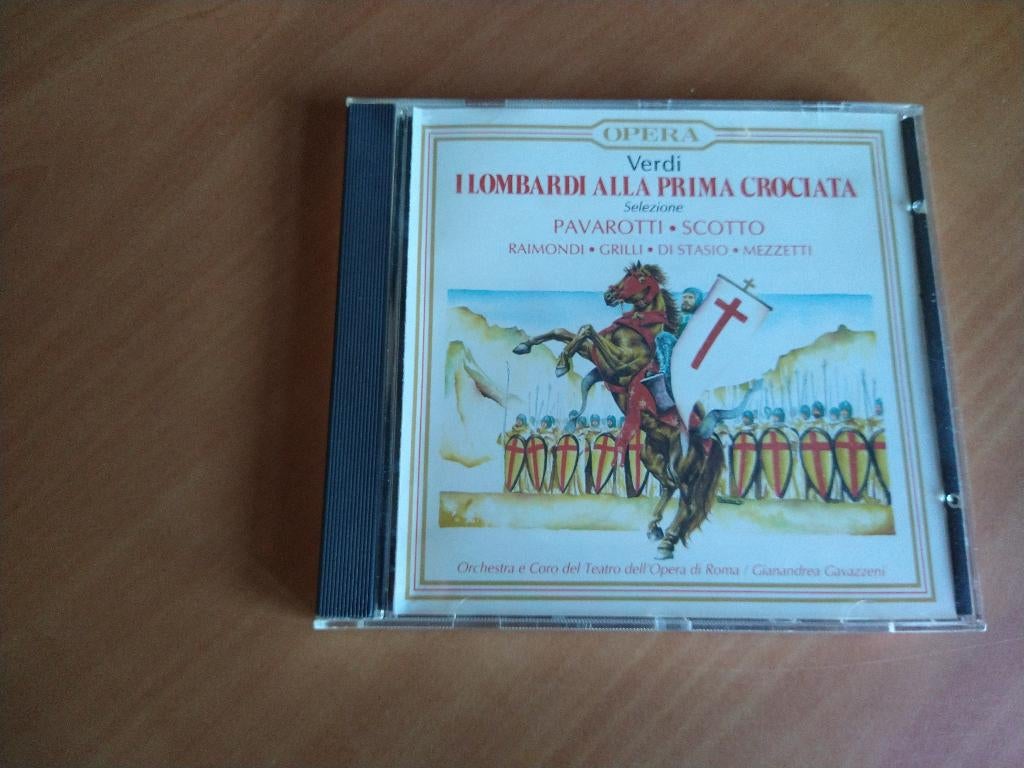 OPERA
Verdi
I LOMBARDI ALLA PRIMA CROCIATA
Selezione
PAVAROTTI • SCOTTO
RAIMONDI • GRILLI • DI STASIO • MEZZETTI
Orchestra e Coro del Teatro dell'Opera di Roma / Gianandrea Gavazzeni